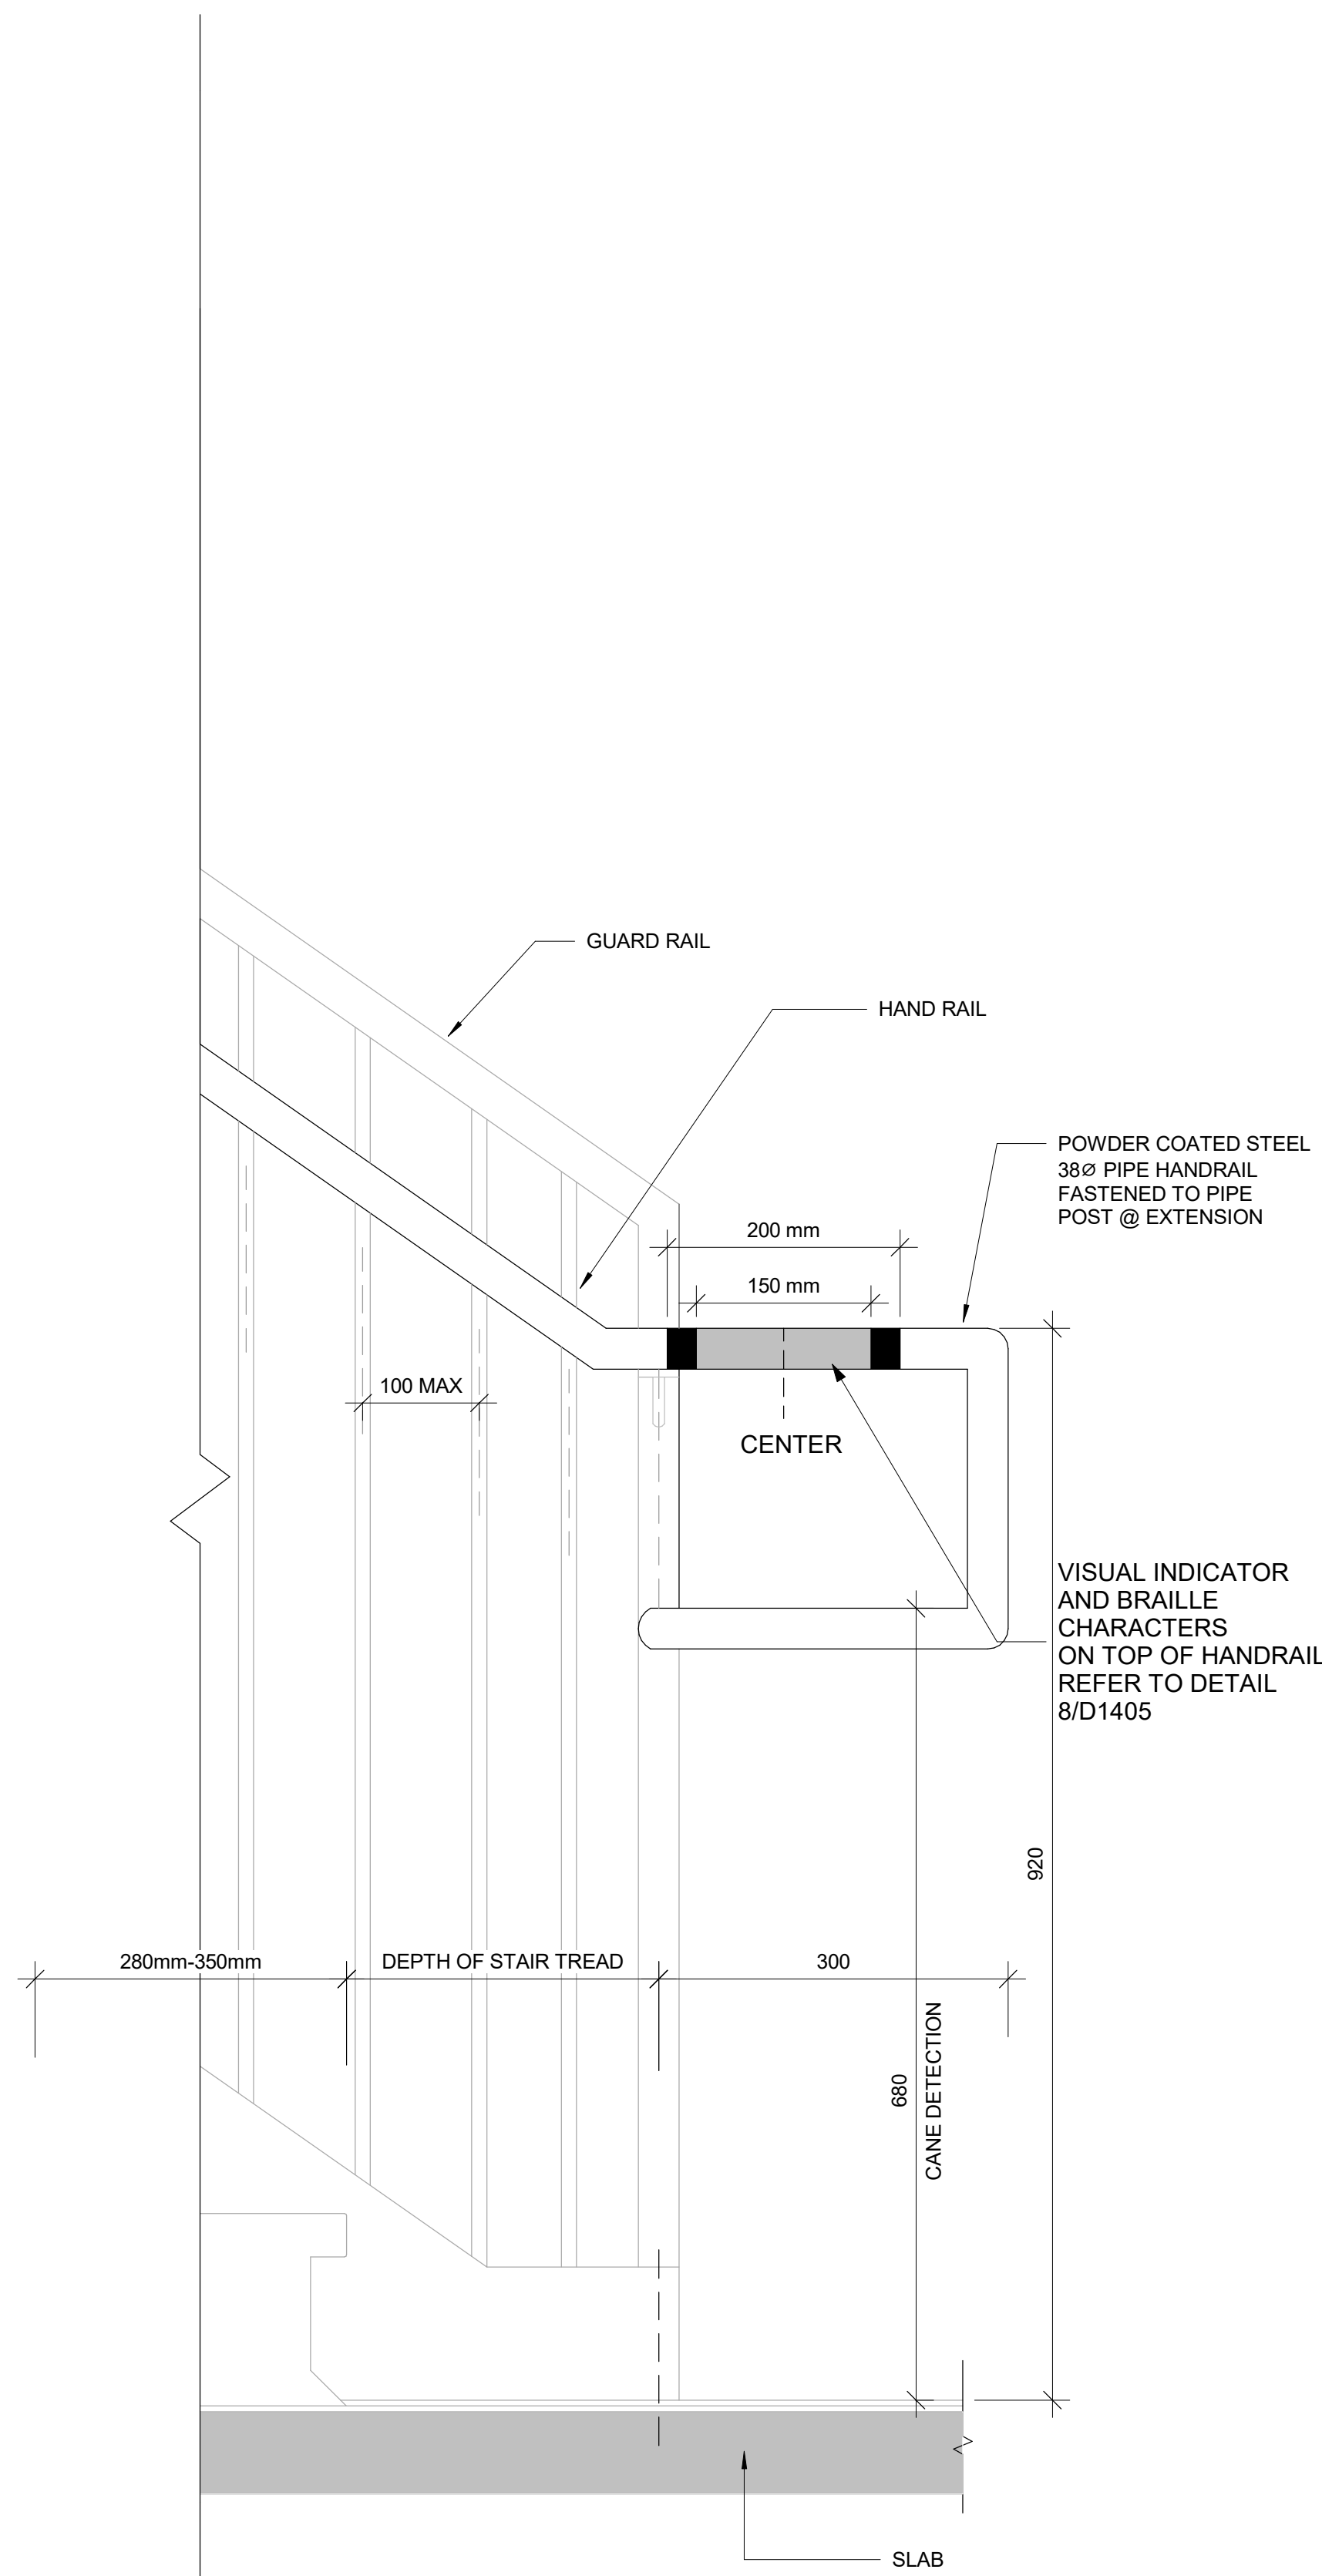 GUARD RAIL
HAND RAIL
POWDER COATED STEEL
38Ø PIPE HANDRAIL
FASTENED TO PIPE
POST @ EXTENSION
200 mm
150 mm
100 MAX
CENTER
VISUAL INDICATOR
AND BRAILLE
CHARACTERS
ON TOP OF HANDRAIL
REFER TO DETAIL
8/D1405
920
280mm-350mm
DEPTH OF STAIR TREAD
300
680
CANE DETECTION
SLAB